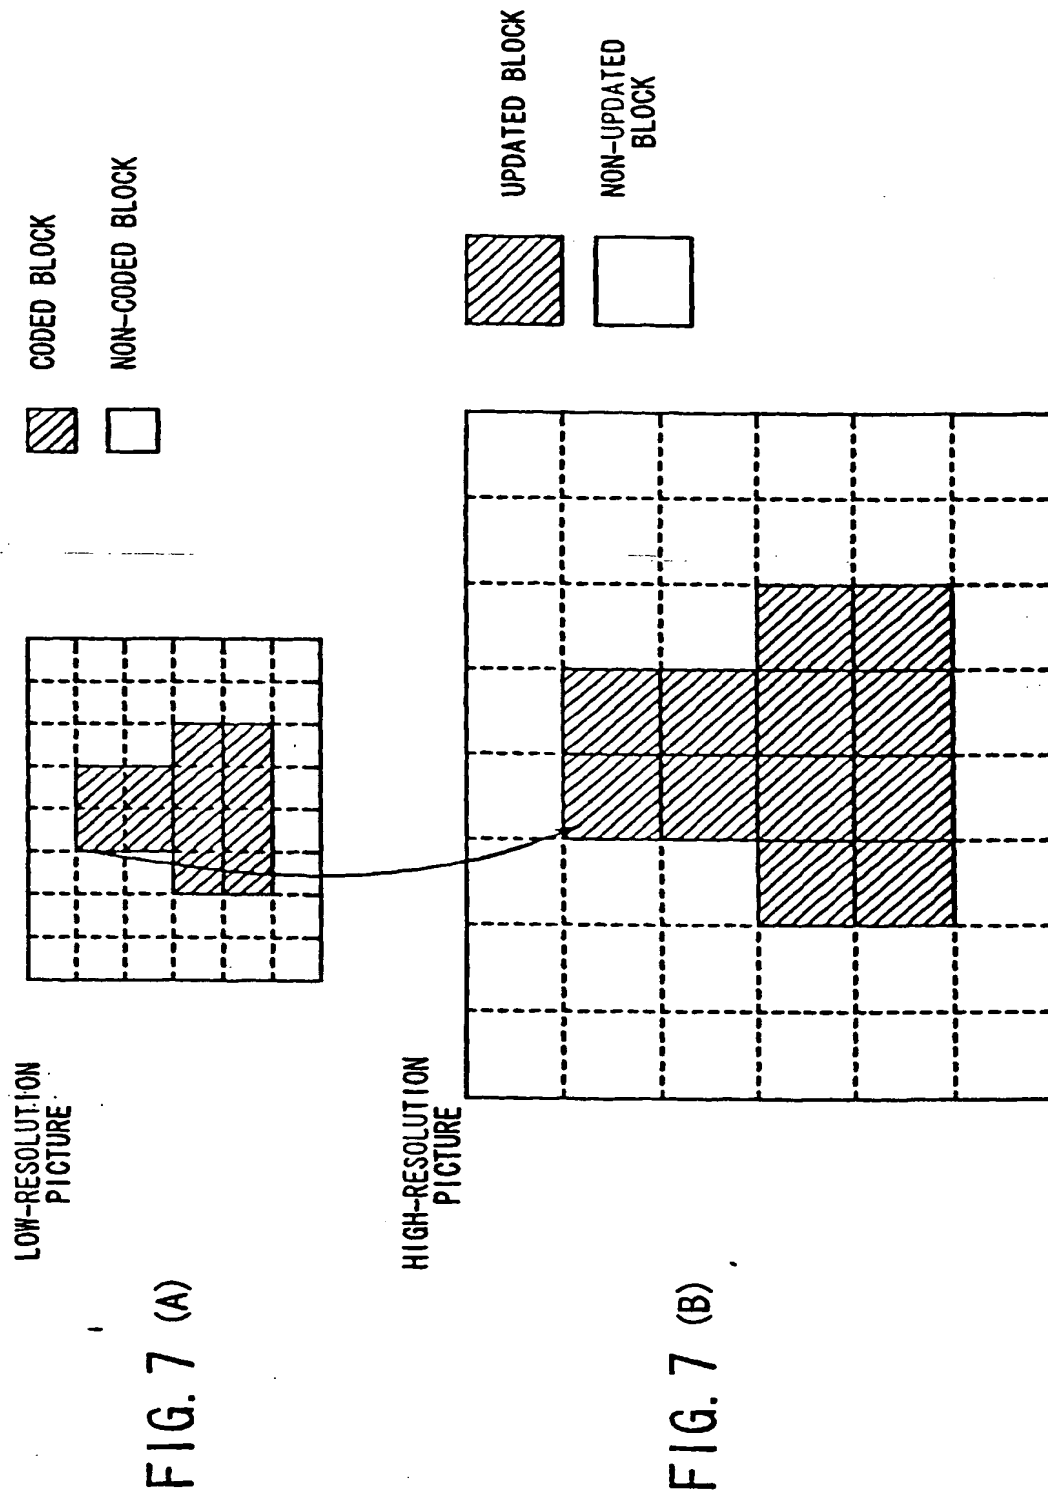 FIG. 7 (A)
LOW-RESOLUTION
PICTURE
CODED BLOCK
NON-CODED BLOCK
FIG. 7 (B)
HIGH-RESOLUTION
PICTURE
UPDATED BLOCK
NON-UPDATED
BLOCK